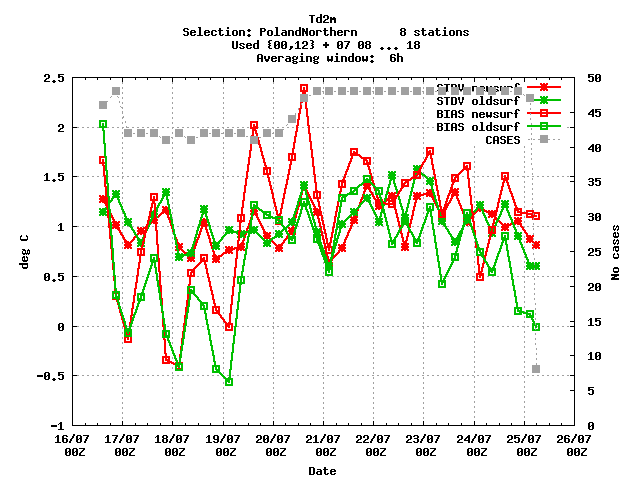 Td2m
Selection: PolandNorthern 8 stations
Used {00,12} + 07 08 ... 18
Averaging window: 6h
STDV newsurf
STDV oldsurf
BIAS newsurf
BIAS oldsurf
CASES
2.5
2
1.5
1
0.5
0
-0.5
-1
deg C
50
45
40
35
30
25
20
15
10
5
0
No cases
16/07 17/07 18/07 19/07 20/07 21/07 22/07 23/07 24/07 25/07 26/07
00Z 00Z 00Z 00Z 00Z 00Z 00Z 00Z 00Z 00Z 00Z
Date